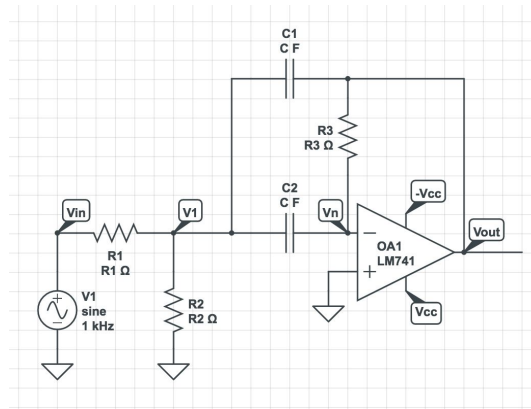 C1
C F
R3
R3 Ω
C2
C F
-Vcc
Vin
V1
Vn
Vout
R1
R1 Ω
OA1
LM741
V1
sine
1 kHz
R2
R2 Ω
Vcc